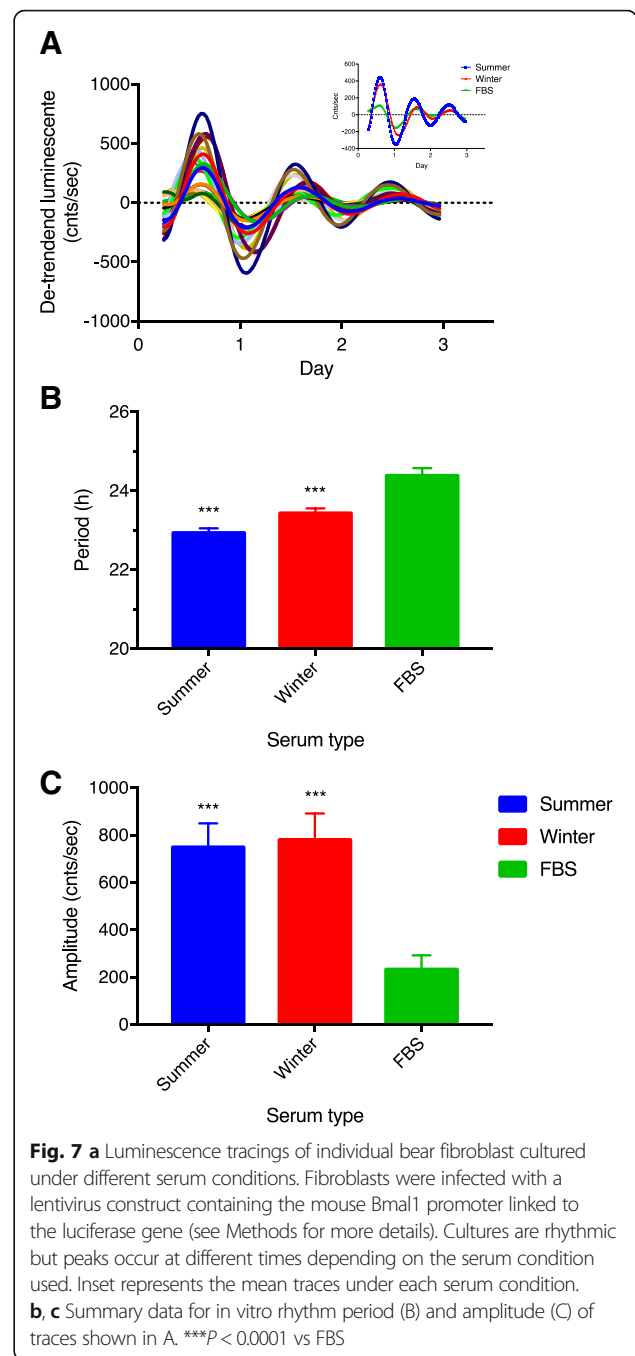 A
De-trendend luminescente
(cnts/sec)
1000
500
0
-500
-1000
0 1 2 3
Day
Cnts/sec
600
400
200
0
-200
-400
0 1 2 3
Day
Summer
Winter
FBS
B
Period (h)
26
24
22
20
***
***
Summer
Winter
FBS
Serum type
C
Amplitude (cnts/sec)
1000
800
600
400
200
0
***
***
Summer
Winter
FBS
Serum type
Summer
Winter
FBS
Fig. 7 a Luminescence tracings of individual bear fibroblast cultured
under different serum conditions. Fibroblasts were infected with a
lentivirus construct containing the mouse Bmal1 promoter linked to
the luciferase gene (see Methods for more details). Cultures are rhythmic
but peaks occur at different times depending on the serum condition
used. Inset represents the mean traces under each serum condition.
b, c Summary data for in vitro rhythm period (B) and amplitude (C) of
traces shown in A. ***P < 0.0001 vs FBS